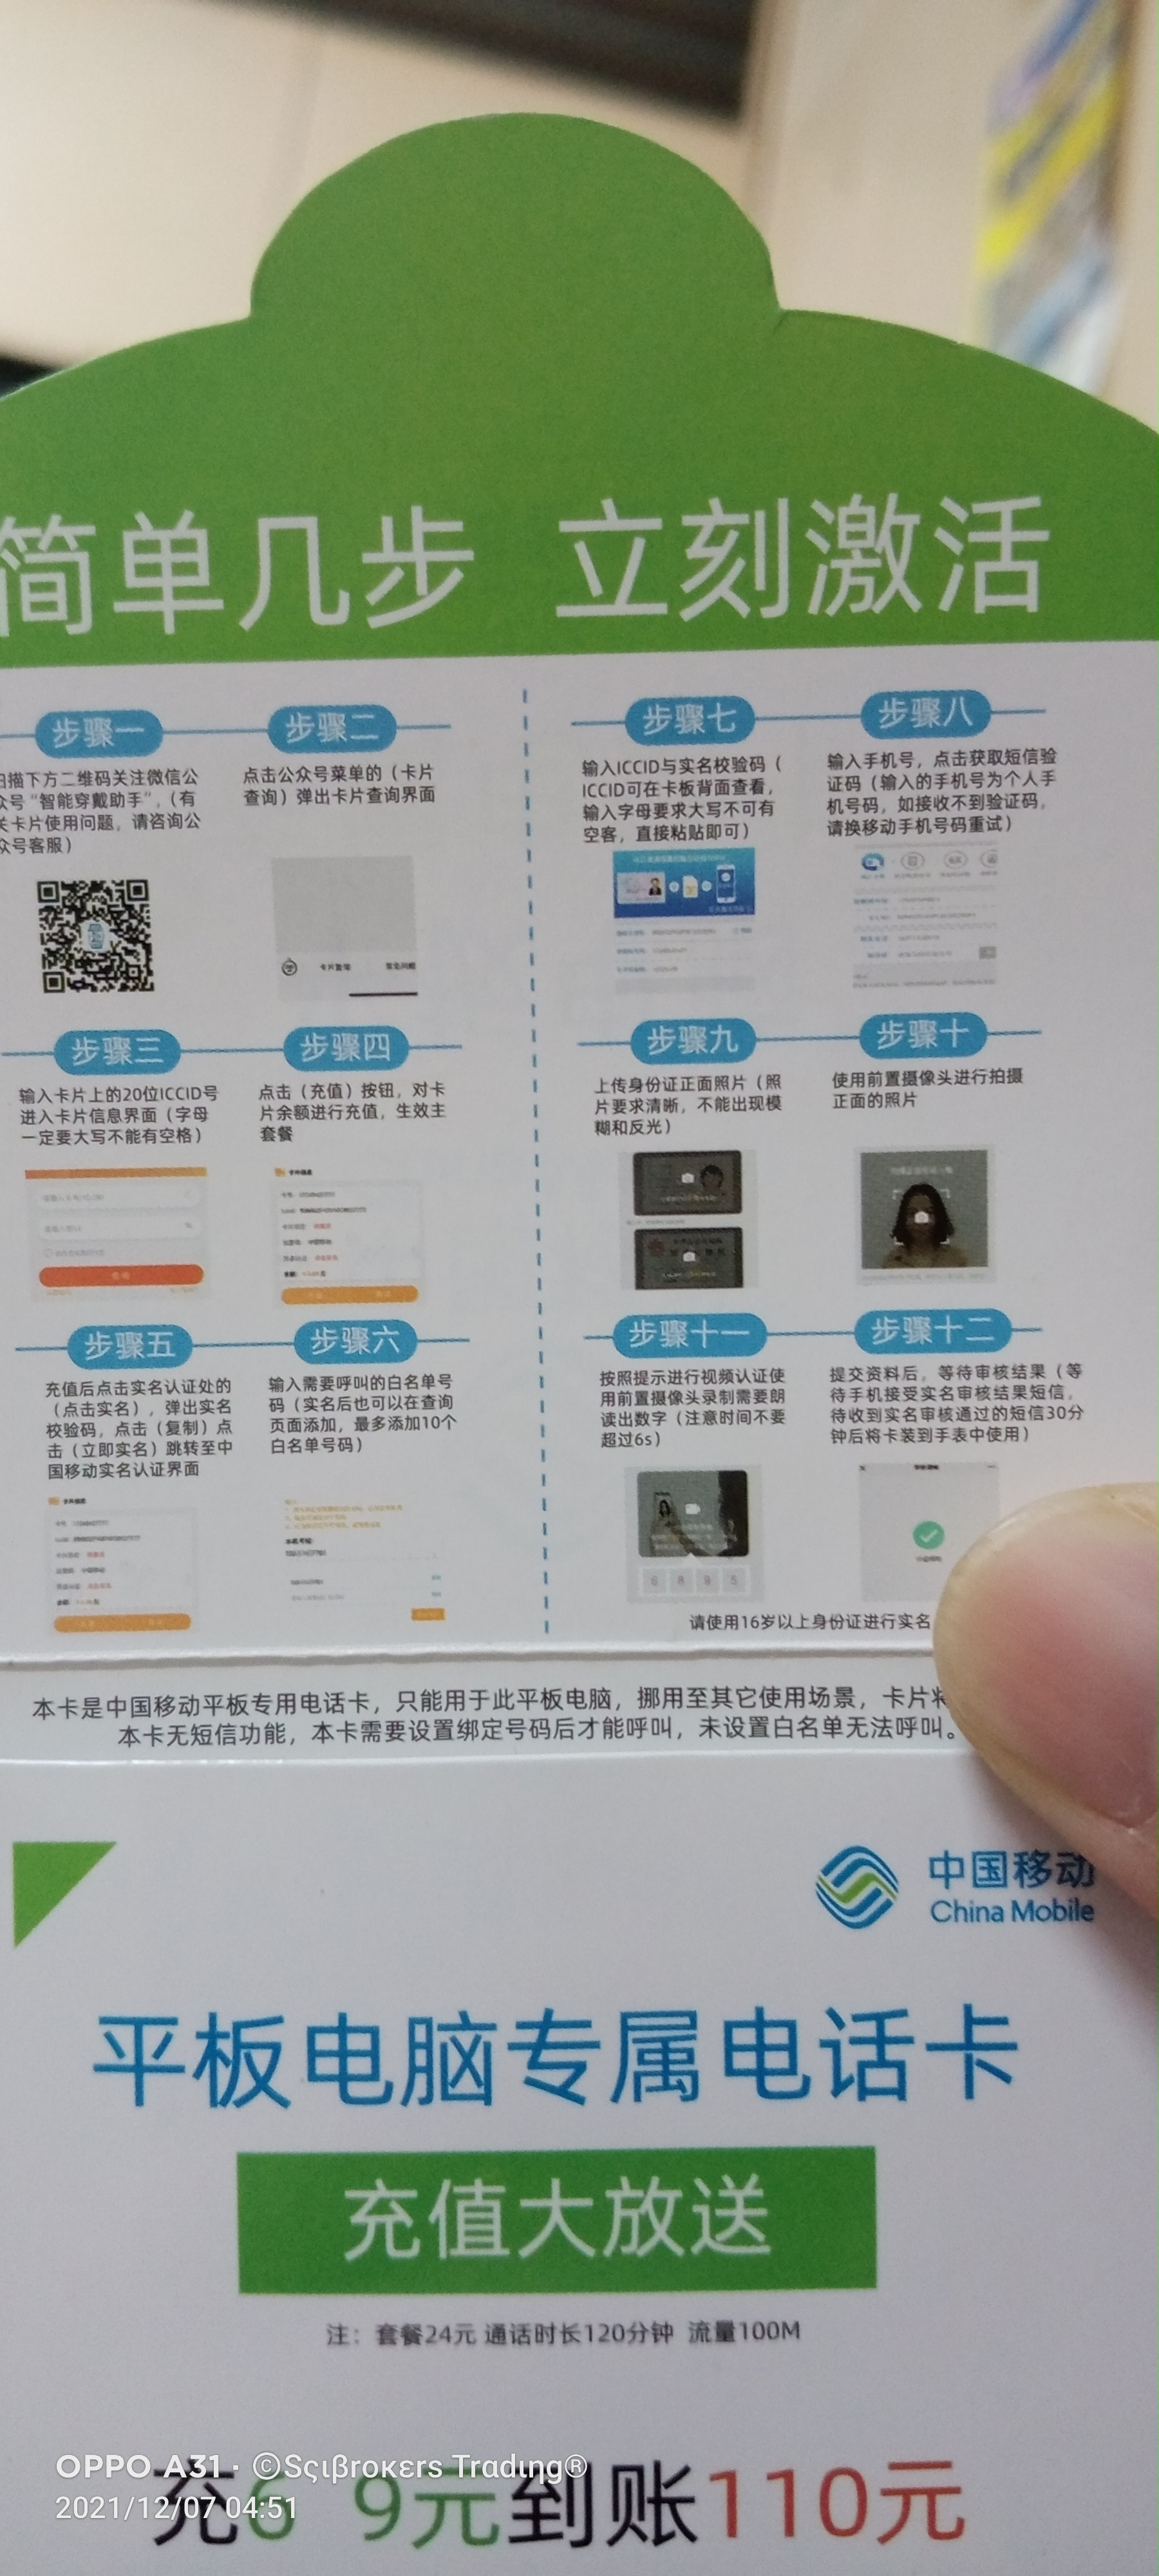 简单几步 立刻激活
步骤一
扫描下方二维码关注微信公
众号“智能穿戴助手”,（有
关卡片使用问题，请咨询公
众号客服）
步骤二
点击公众号菜单的（卡片
查询）弹出卡片查询界面
卡片查询 常见问题
步骤三
输入卡片上的20位ICCID号
进入卡片信息界面（字母
一定要大写不能有空格）
步骤四
点击（充值）按钮，对卡
片余额进行充值，生效主
套餐
卡片信息
步骤五
充值后点击实名认证处的
（点击实名），弹出实名
校验码，点击（复制）点
击（立即实名）跳转至中
国移动实名认证界面
卡片信息
步骤六
输入需要呼叫的白名单号
码（实名后也可以在查询
页面添加，最多添加10个
白名单号码）
步骤七
输入ICCID与实名校验码（
ICCID可在卡板背面查看，
输入字母要求大写不可有
空客，直接粘贴即可）
步骤八
输入手机号，点击获取短信验
证码（输入的手机号为个人手
机号码，如接收不到验证码，
请换移动手机号码重试）
步骤九
上传身份证正面照片（照
片要求清晰，不能出现模
糊和反光）
步骤十
使用前置摄像头进行拍摄
正面的照片
步骤十一
按照提示进行视频认证使
用前置摄像头录制需要朗
读出数字（注意时间不要
超过6s）
6 8 9 5
步骤十二
提交资料后，等待审核结果（等
待手机接受实名审核结果短信，
待收到实名审核通过的短信30分
钟后将卡装到手表中使用）
请使用16岁以上身份证进行实名
本卡是中国移动平板专用电话卡，只能用于此平板电脑，挪用至其它使用场景，卡片将
本卡无短信功能，本卡需要设置绑定号码后才能呼叫，未设置白名单无法呼叫。
中国移动
China Mobile
平板电脑专属电话卡
充值大放送
注：套餐24元 通话时长120分钟 流量100M
充6 9元到账110元
OPPO A31 · ©Sςιβrοκεrs Trαdιηg®
2021/12/07 04:51